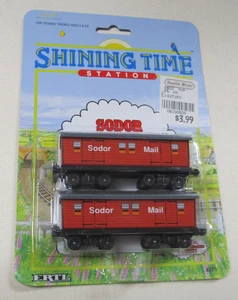 SHINING TIME
STATION
SODOR
$3.99
Sodor Mail
Sodor Mail
ERTL